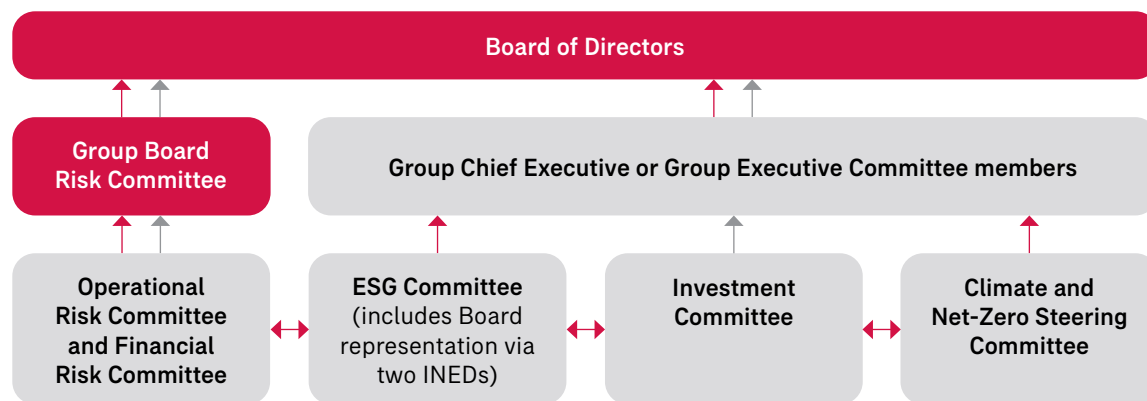 Board of Directors
Group Board
Risk Committee
Group Chief Executive or Group Executive Committee members
Operational
Risk Committee
and Financial
Risk Committee
ESG Committee
(includes Board
representation via
two INEDs)
Investment
Committee
Climate and
Net-Zero Steering
Committee